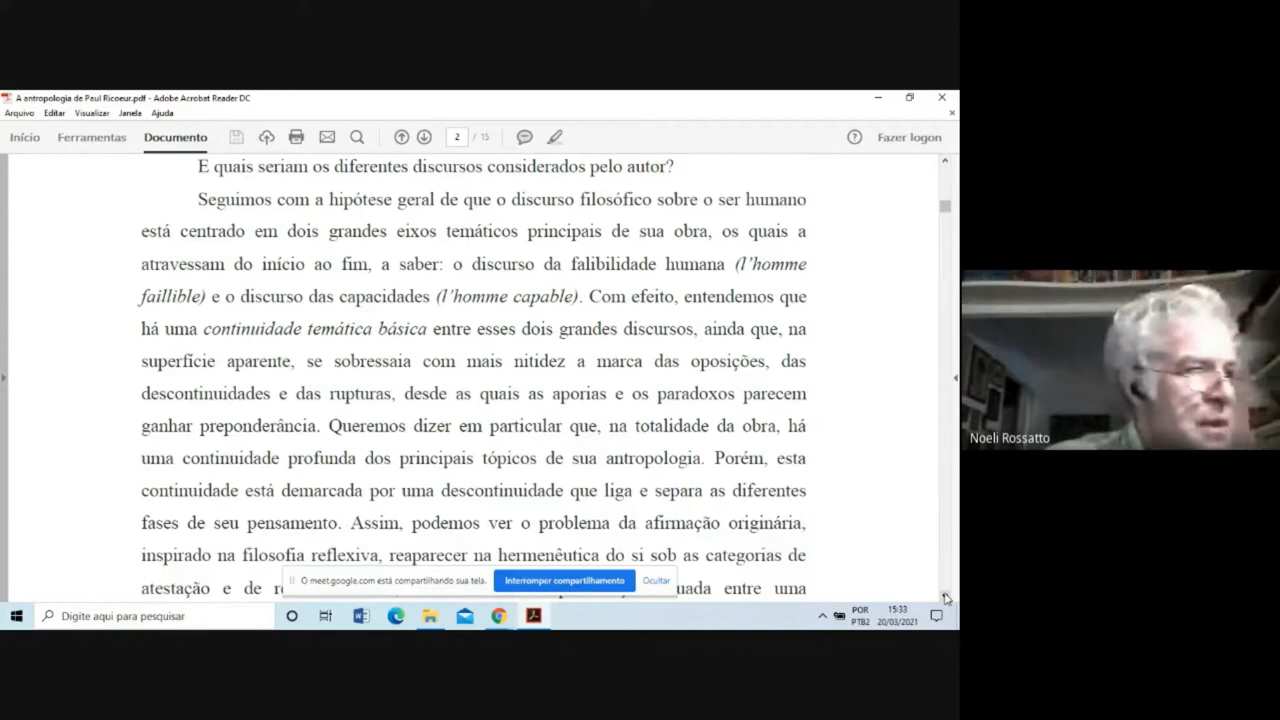 A antropologia de Paul Ricoeur.pdf - Adobe Acrobat Reader DC
Arquivo Editar Visualizar Janela Ajuda
Início Ferramentas Documento 2 / 15 Fazer logon
E quais seriam os diferentes discursos considerados pelo autor?
Seguimos com a hipótese geral de que o discurso filosófico sobre o ser humano
está centrado em dois grandes eixos temáticos principais de sua obra, os quais a
atravessam do início ao fim, a saber: o discurso da falibilidade humana (l’homme
faillible) e o discurso das capacidades (l’homme capable). Com efeito, entendemos que
há uma continuidade temática básica entre esses dois grandes discursos, ainda que, na
superfície aparente, se sobressaia com mais nitidez a marca das oposições, das
descontinuidades e das rupturas, desde as quais as aporias e os paradoxos parecem
ganhar preponderância. Queremos dizer em particular que, na totalidade da obra, há
uma continuidade profunda dos principais tópicos de sua antropologia. Porém, esta
continuidade está demarcada por uma descontinuidade que liga e separa as diferentes
fases de seu pensamento. Assim, podemos ver o problema da afirmação originária,
inspirado na filosofia reflexiva, reaparecer na hermenêutica do si sob as categorias de
atestação e de entre uma
O meet.google.com está compartilhando sua tela. Interromper compartilhamento Ocultar
Digite aqui para pesquisar
POR 15:33
PTB2 20/03/2021
Noeli Rossatto